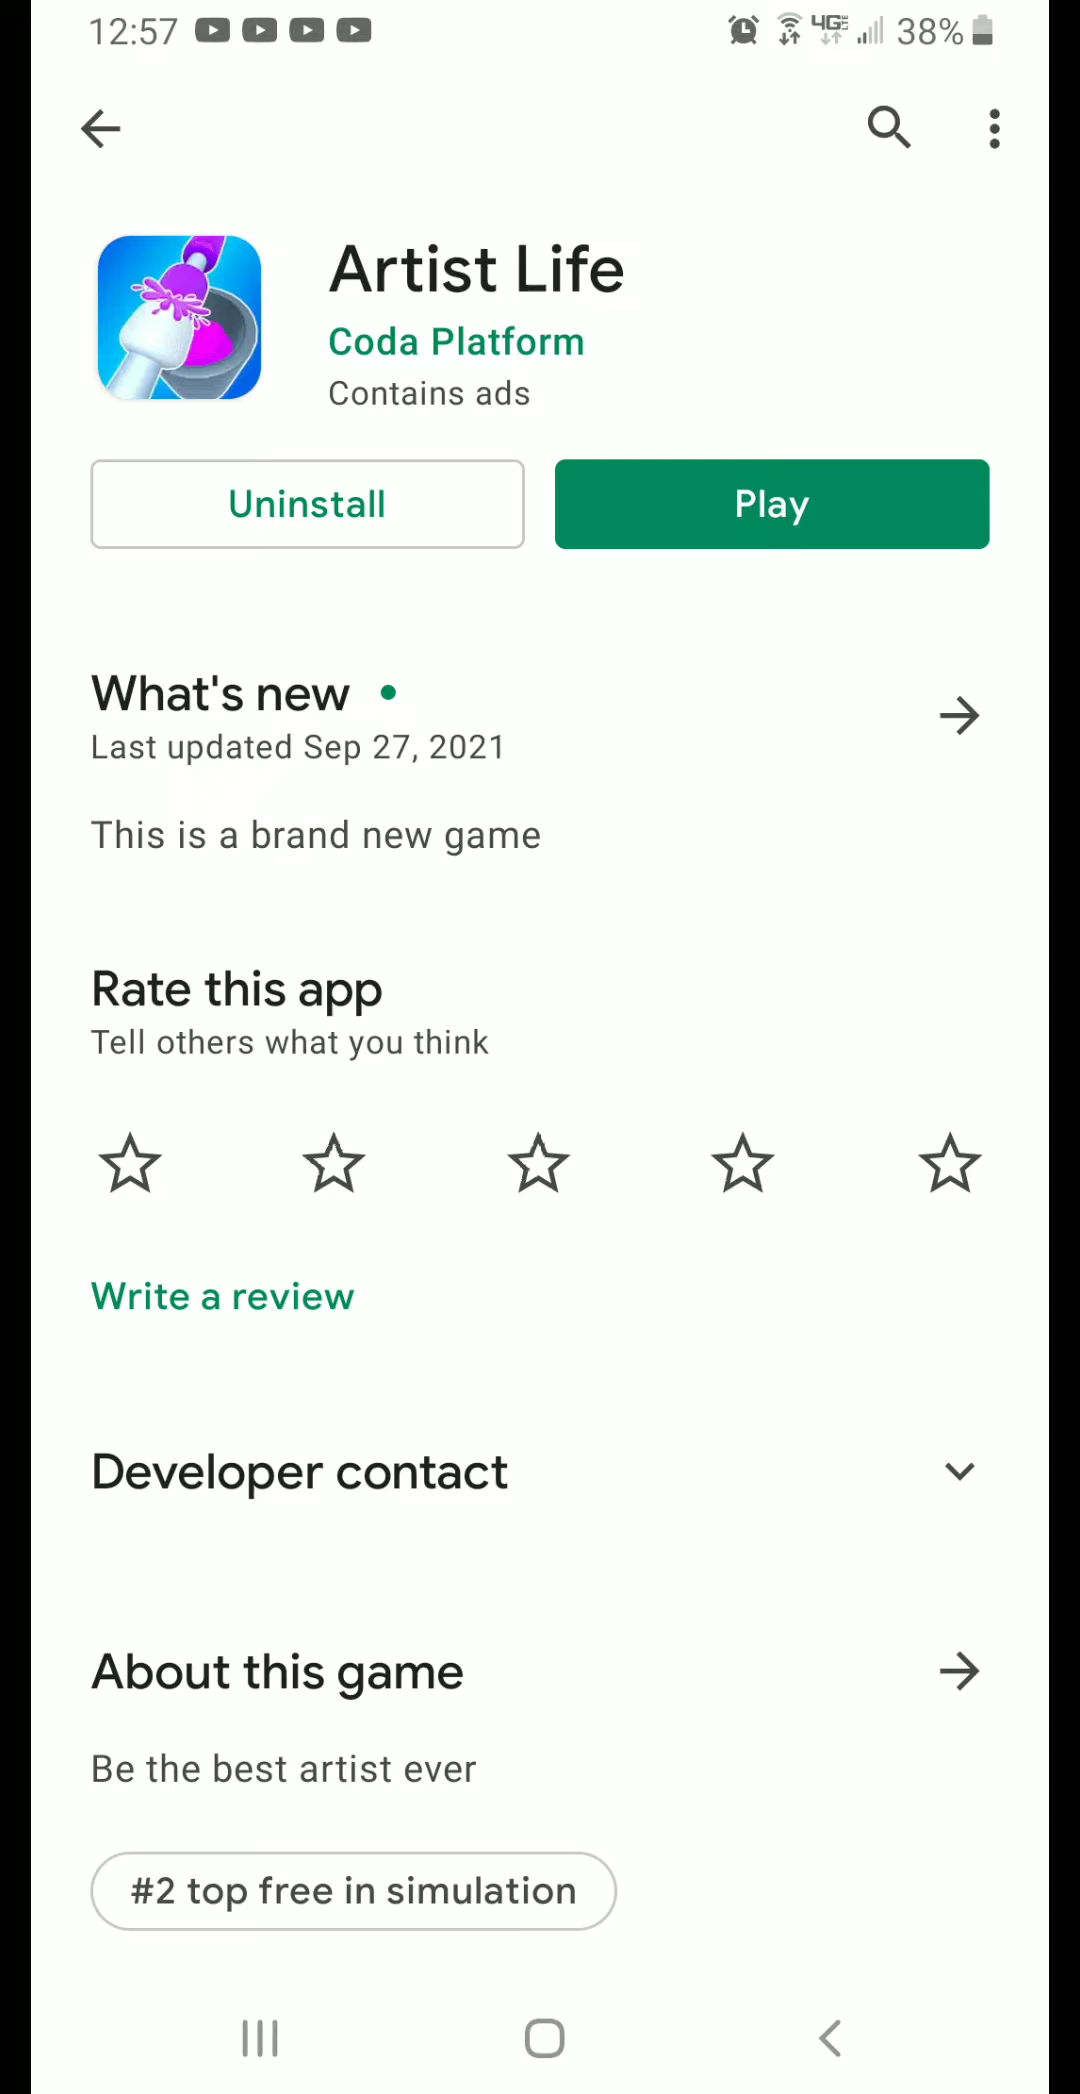 12:57
4G LTE 38%
Artist Life
Coda Platform
Contains ads
Uninstall
Play
What's new
Last updated Sep 27, 2021
This is a brand new game
Rate this app
Tell others what you think
Write a review
Developer contact
About this game
Be the best artist ever
#2 top free in simulation